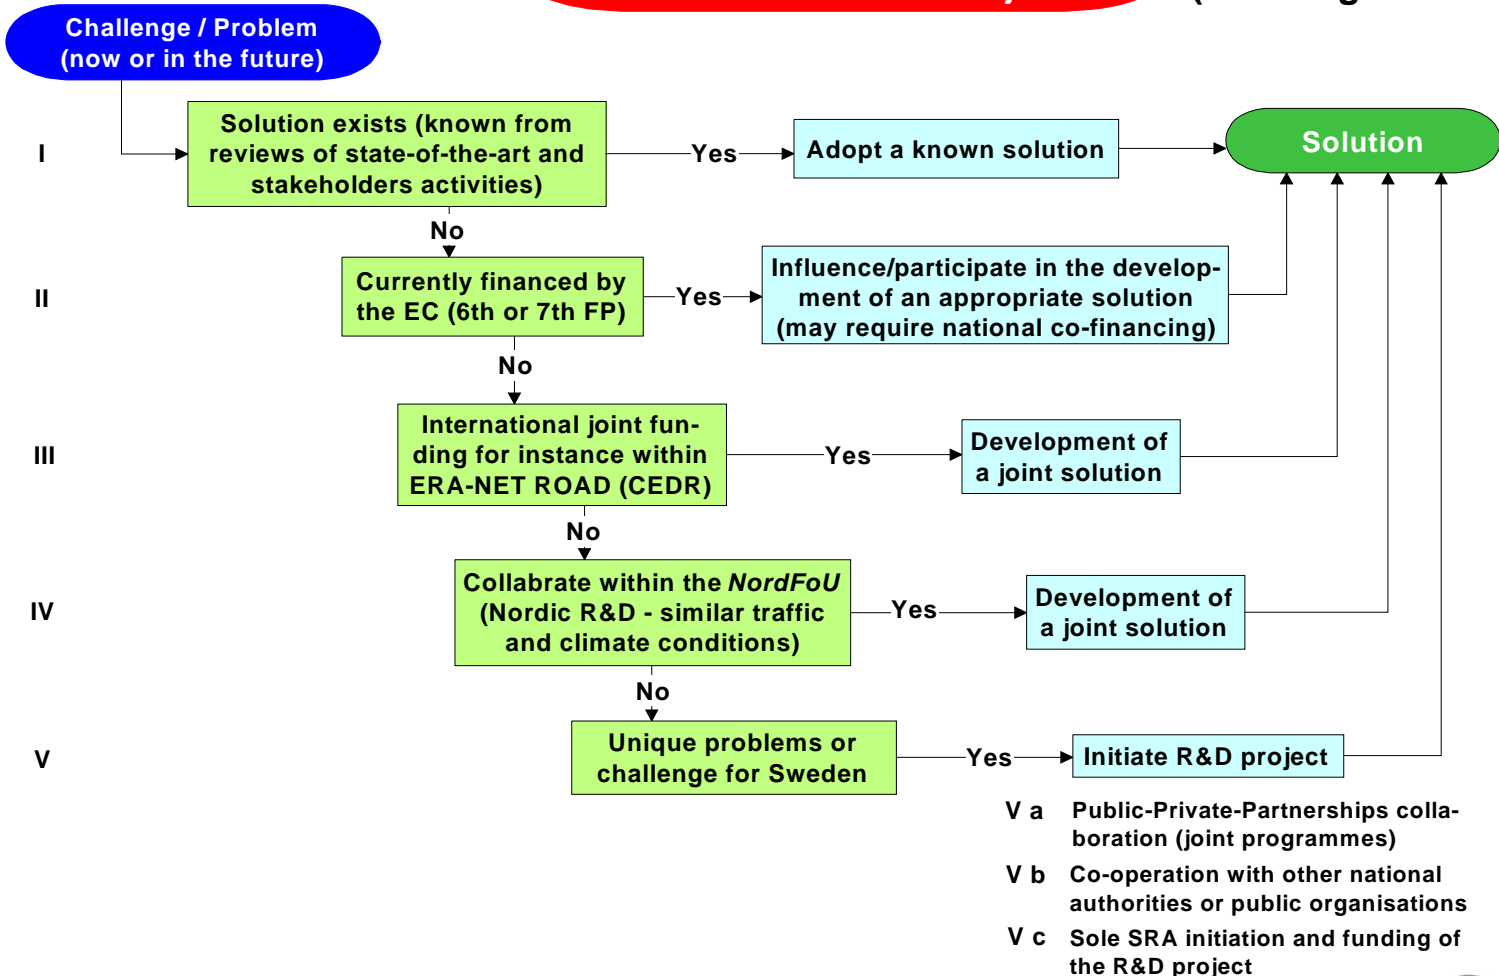 Challenge / Problem
(now or in the future)
I
Solution exists (known from
reviews of state-of-the-art and
stakeholders activities)
Yes
Adopt a known solution
Solution
No
II
Currently financed by
the EC (6th or 7th FP)
Yes
Influence/participate in the develop-
ment of an appropriate solution
(may require national co-financing)
No
III
International joint fun-
ding for instance within
ERA-NET ROAD (CEDR)
Yes
Development of
a joint solution
No
IV
Collabrate within the NordFoU
(Nordic R&D - similar traffic
and climate conditions)
Yes
Development of
a joint solution
No
V
Unique problems or
challenge for Sweden
Yes
Initiate R&D project
V a Public-Private-Partnerships colla-
boration (joint programmes)
V b Co-operation with other national
authorities or public organisations
V c Sole SRA initiation and funding of
the R&D project